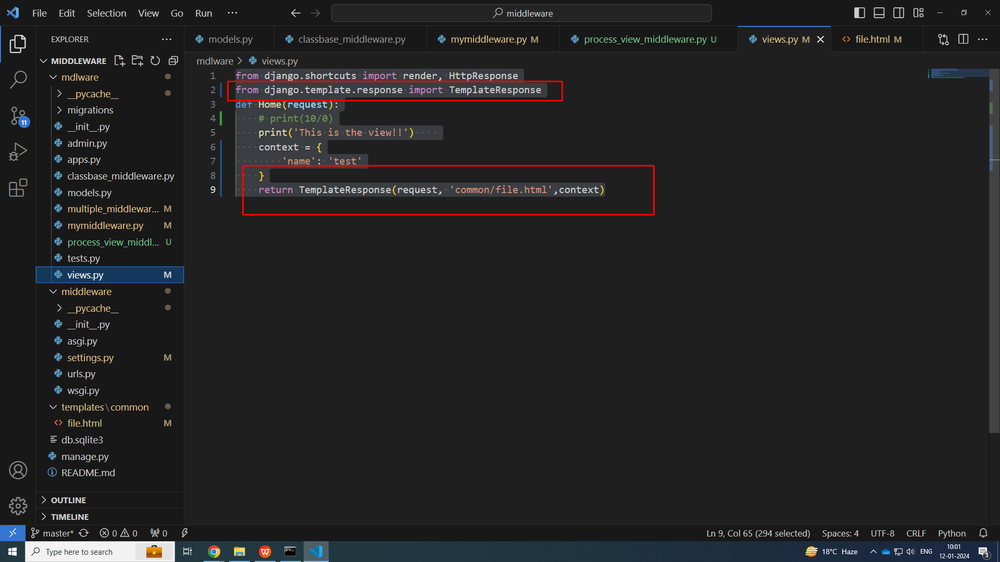 File Edit Selection View Go Run ···
middleware
EXPLORER ···
models.py
classbase_middleware.py
mymiddleware.py M
process_view_middleware.py U
views.py M
file.html M
MIDDLEWARE
mdlware
__pycache__
migrations
__init__.py
admin.py
apps.py
classbase_middleware.py
models.py
multiple_middlewar... M
mymiddleware.py M
process_view_middl... U
tests.py
views.py M
middleware
__pycache__
__init__.py
asgi.py
settings.py M
urls.py
wsgi.py
templates\common
file.html M
db.sqlite3
manage.py
README.md
OUTLINE
TIMELINE
11
mdlware > views.py
1 from django.shortcuts import render, HttpResponse
2 from django.template.response import TemplateResponse
3 def Home(request):
4 # print(10/0)
5 print('This is the view!!')
6 context = {
7 'name': 'test'
8 }
9 return TemplateResponse(request, 'common/file.html',context)
master* 0 0 0
Ln 9, Col 65 (294 selected) Spaces: 4 UTF-8 CRLF Python
Type here to search
18°C Haze
ENG
10:01
12-01-2024
3